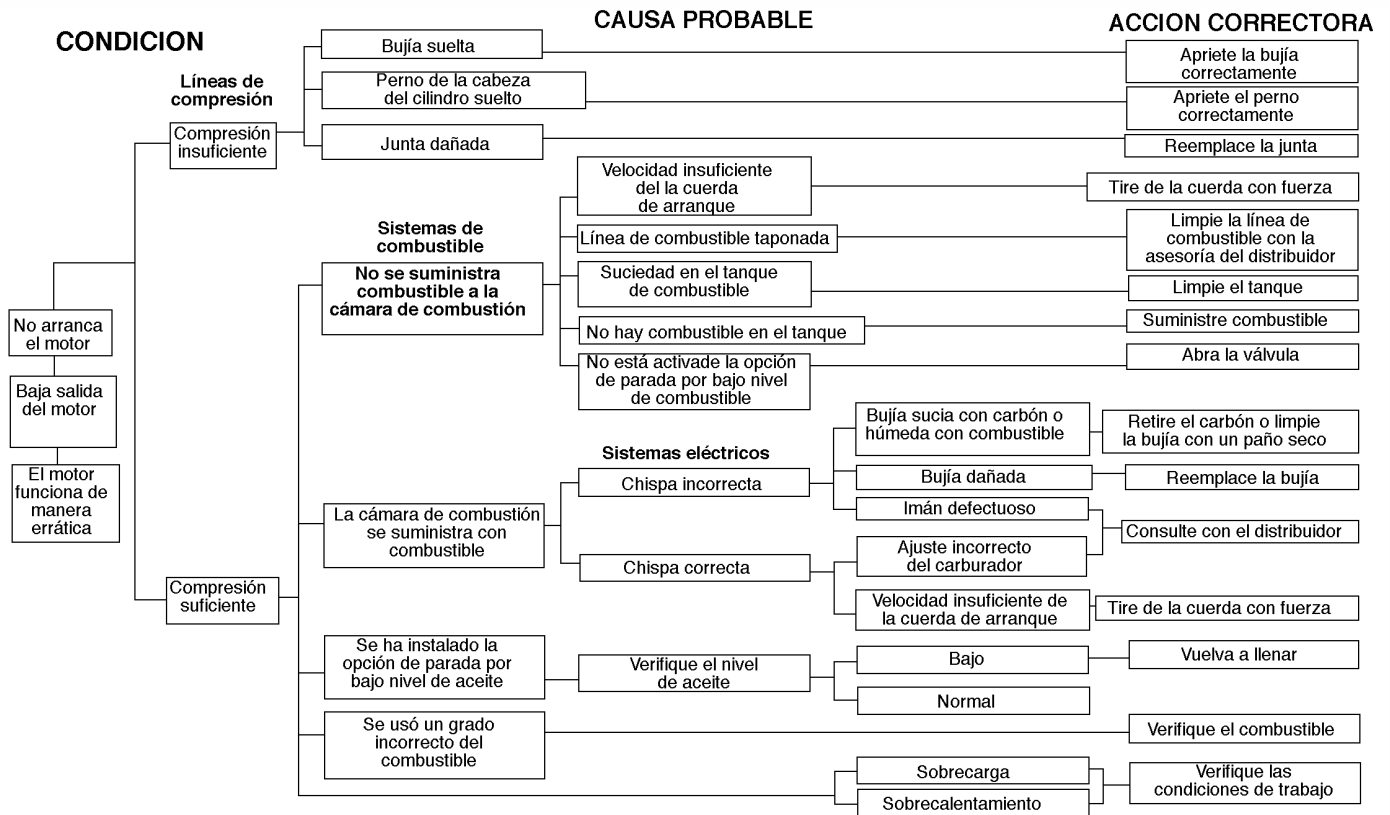 CONDICION
CAUSA PROBABLE
ACCION CORRECTORA
Líneas de
compresión
Bujía suelta
Apriete la bujía
correctamente
Perno de la cabeza
del cilindro suelto
Apriete el perno
correctamente
Compresión
insuficiente
Junta dañada
Reemplace la junta
Velocidad insuficiente
del la cuerda
de arranque
Tire de la cuerda con fuerza
Sistemas de
combustible
Línea de combustible taponada
Limpie la línea de
combustible con la
asesoría del distribuidor
No se suministra
combustible a la
cámara de combustión
Suciedad en el tanque
de combustible
Limpie el tanque
No hay combustible en el tanque
Suministre combustible
No está activade la opción
de parada por bajo nivel
de combustible
Abra la válvula
No arranca
el motor
Baja salida
del motor
El motor
funciona de
manera
errática
Sistemas eléctricos
Bujía sucia con carbón o
húmeda con combustible
Retire el carbón o limpie
la bujía con un paño seco
Chispa incorrecta
Bujía dañada
Reemplace la bujía
Imán defectuoso
Consulte con el distribuidor
La cámara de combustión
se suministra con
combustible
Chispa correcta
Ajuste incorrecto
del carburador
Compresión
suficiente
Velocidad insuficiente de
la cuerda de arranque
Tire de la cuerda con fuerza
Se ha instalado la
opción de parada por
bajo nivel de aceite
Verifique el nivel
de aceite
Bajo
Vuelva a llenar
Normal
Se usó un grado
incorrecto del
combustible
Verifique el combustible
Sobrecarga
Sobrecalentamiento
Verifique las
condiciones de trabajo